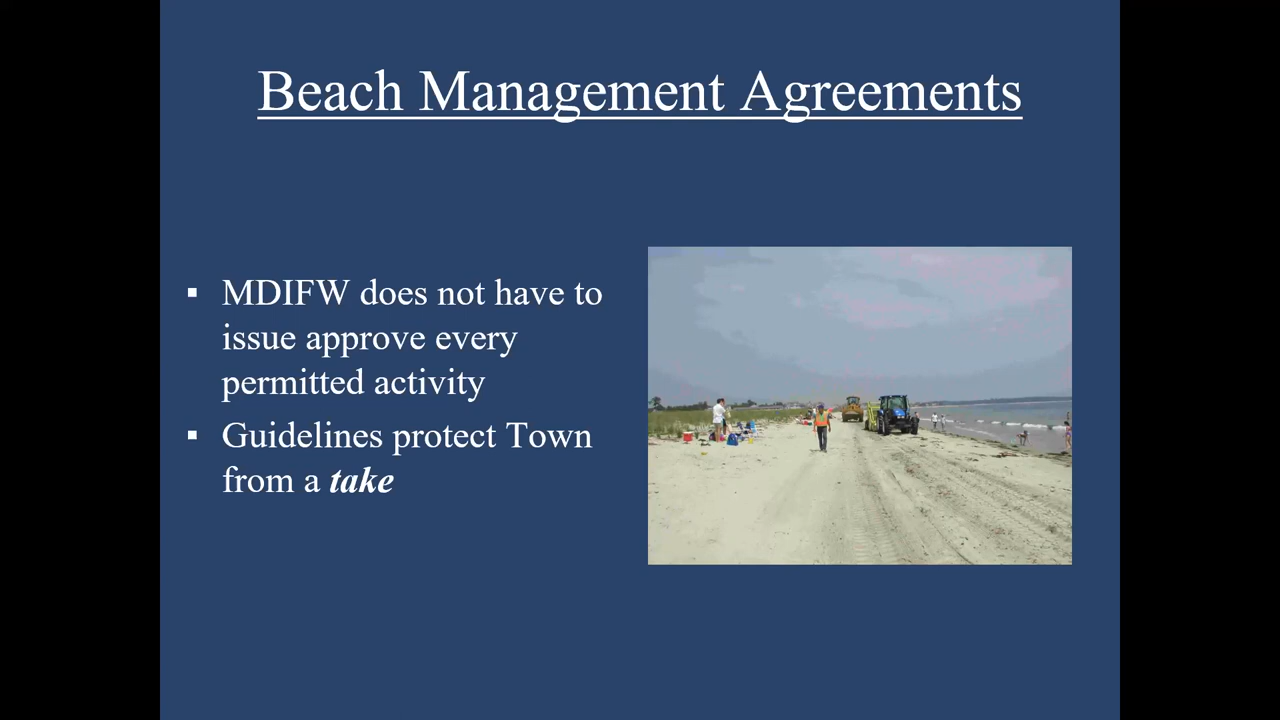 Beach Management Agreements
▪ MDIFW does not have to
issue approve every
permitted activity
▪ Guidelines protect Town
from a take